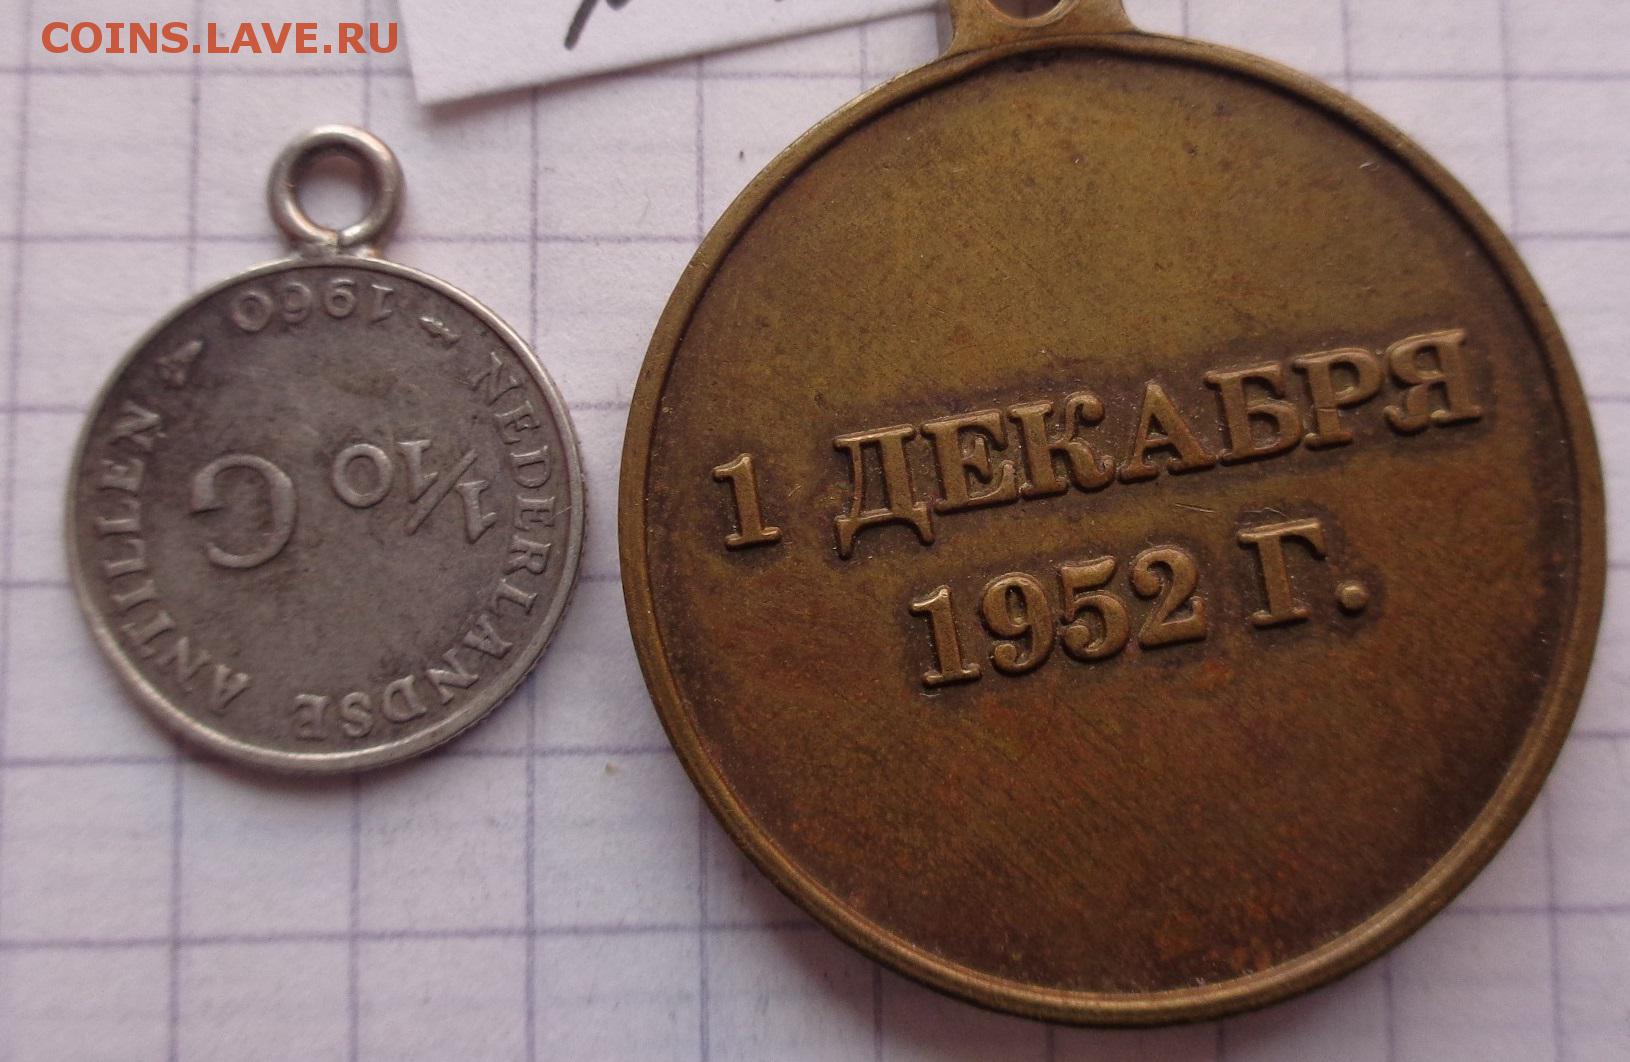 COINS.LAVE.RU
1960
NEDERLANDSE ANTILLEN
1/10
G
1 ДЕКАБРЯ
1952 Г.